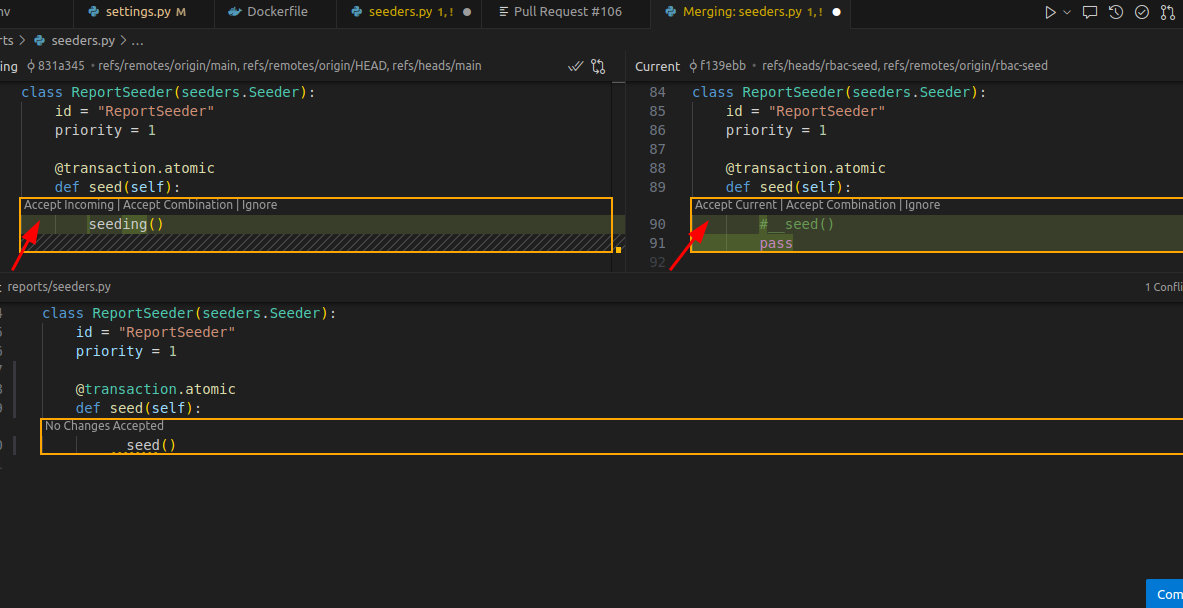 nv settings.py M Dockerfile seeders.py 1, ! Pull Request #106 Merging: seeders.py 1, !
rts > seeders.py > ...
ing 831a345 • refs/remotes/origin/main, refs/remotes/origin/HEAD, refs/heads/main
class ReportSeeder(seeders.Seeder):
id = "ReportSeeder"
priority = 1
@transaction.atomic
def seed(self):
Accept Incoming | Accept Combination | Ignore
seeding()
Current f139ebb • refs/heads/rbac-seed, refs/remotes/origin/rbac-seed
84 class ReportSeeder(seeders.Seeder):
85 id = "ReportSeeder"
86 priority = 1
87
88 @transaction.atomic
89 def seed(self):
Accept Current | Accept Combination | Ignore
90 #__seed()
91 pass
92
reports/seeders.py 1 Confli
class ReportSeeder(seeders.Seeder):
id = "ReportSeeder"
priority = 1
@transaction.atomic
def seed(self):
No Changes Accepted
__seed()
Com